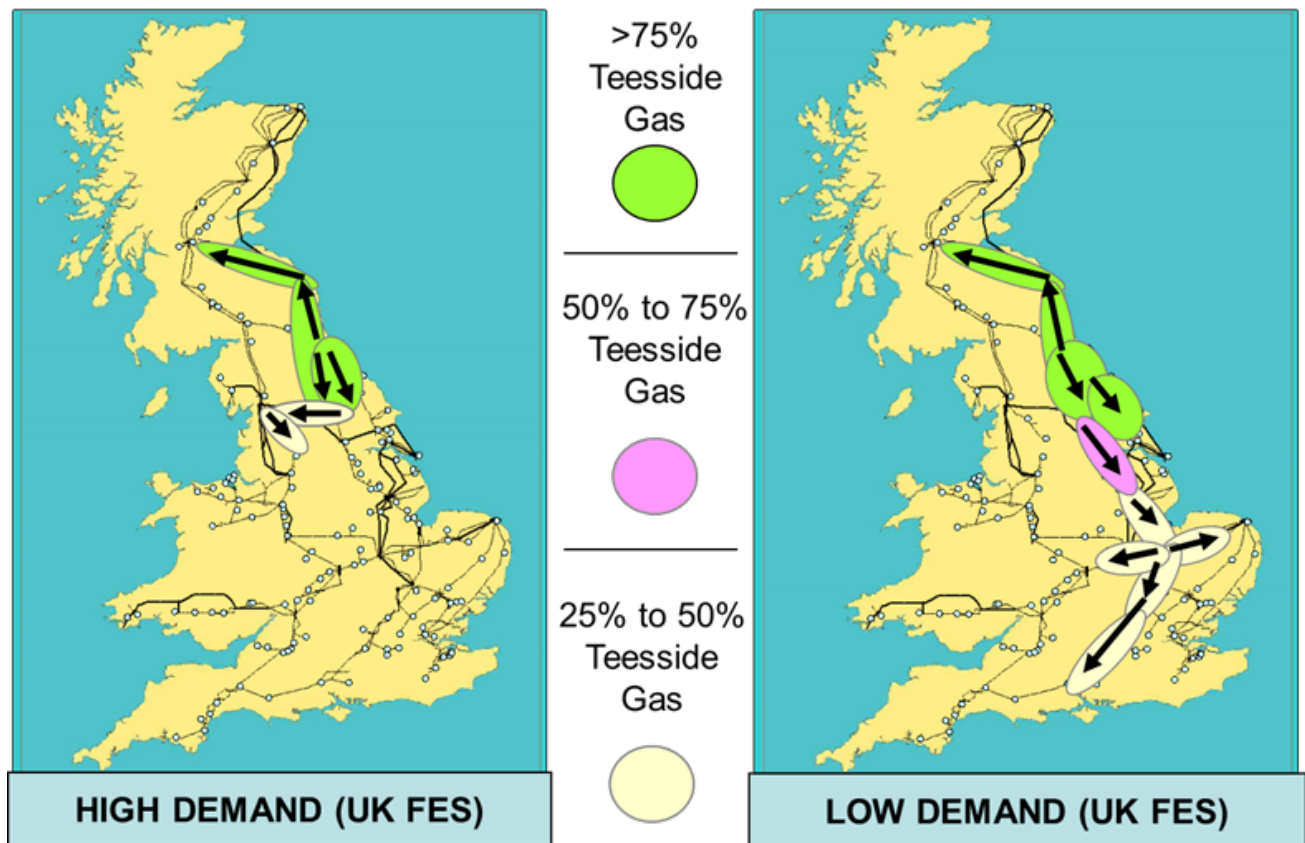 >75%
Teesside
Gas
50% to 75%
Teesside
Gas
25% to 50%
Teesside
Gas
HIGH DEMAND (UK FES)
LOW DEMAND (UK FES)